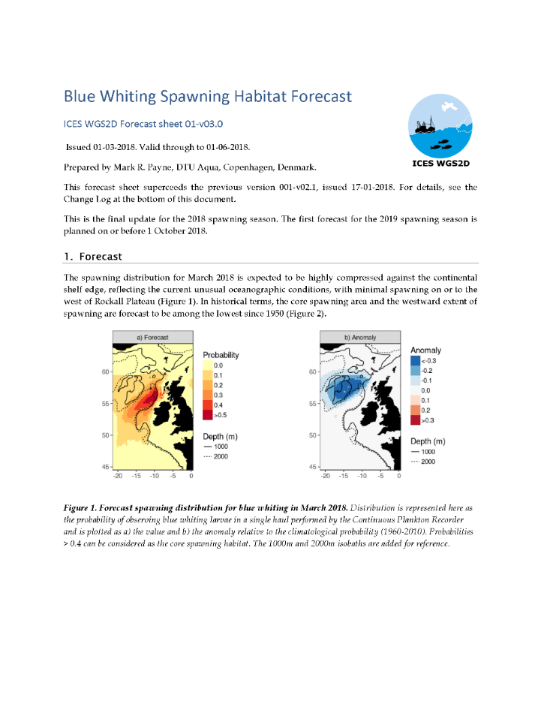 Blue Whiting Spawning Habitat Forecast
ICES WGS2D Forecast sheet 01-v03.0
ICES WGS2D
Issued 01-03-2018. Valid through to 01-06-2018.
Prepared by Mark R. Payne, DTU Aqua, Copenhagen, Denmark.
This forecast sheet superceeds the previous version 001-v02.1, issued 17-01-2018. For details, see the
Change Log at the bottom of this document.
This is the final update for the 2018 spawning season. The first forecast for the 2019 spawning season is
planned on or before 1 October 2018.
1. Forecast
The spawning distribution for March 2018 is expected to be highly compressed against the continental
shelf edge, reflecting the current unusual oceanographic conditions, with minimal spawning on or to the
west of Rockall Plateau (Figure 1). In historical terms, the core spawning area and the westward extent of
spawning are forecast to be among the lowest since 1950 (Figure 2).
a) Forecast
60
55
50
45
-20 -15 -10 -5 0
Probability
0.0
0.1
0.2
0.3
0.4
>0.5
Depth (m)
1000
2000
b) Anomaly
60
55
50
45
-20 -15 -10 -5 0
Anomaly
<-0.3
-0.2
-0.1
0.0
0.1
0.2
>0.3
Depth (m)
1000
2000
Figure 1. Forecast spawning distribution for blue whiting in March 2018. Distribution is represented here as
the probability of observing blue whiting larvae in a single haul performed by the Continuous Plankton Recorder
and is plotted as a) the value and b) the anomaly relative to the climatological probability (1960-2010). Probabilities
> 0.4 can be considered as the core spawning habitat. The 1000m and 2000m isobaths are added for reference.